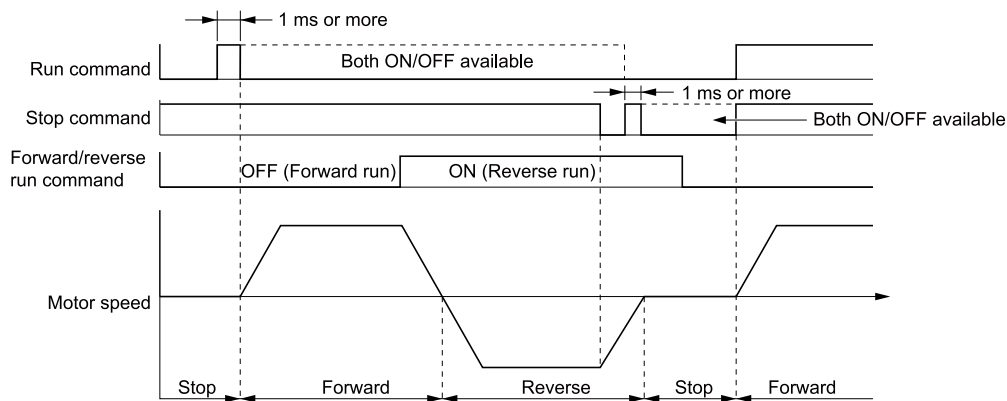 1 ms or more
Run command
Both ON/OFF available
1 ms or more
Stop command
Both ON/OFF available
Forward/reverse
run command
OFF (Forward run)
ON (Reverse run)
Motor speed
Stop
Forward
Reverse
Stop
Forward